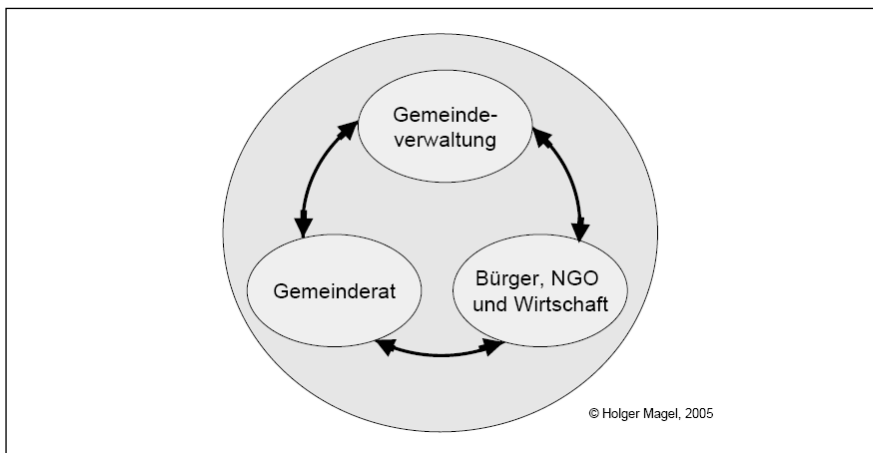 Gemeinde-
verwaltung
Gemeinderat
Bürger, NGO
und Wirtschaft
© Holger Magel, 2005